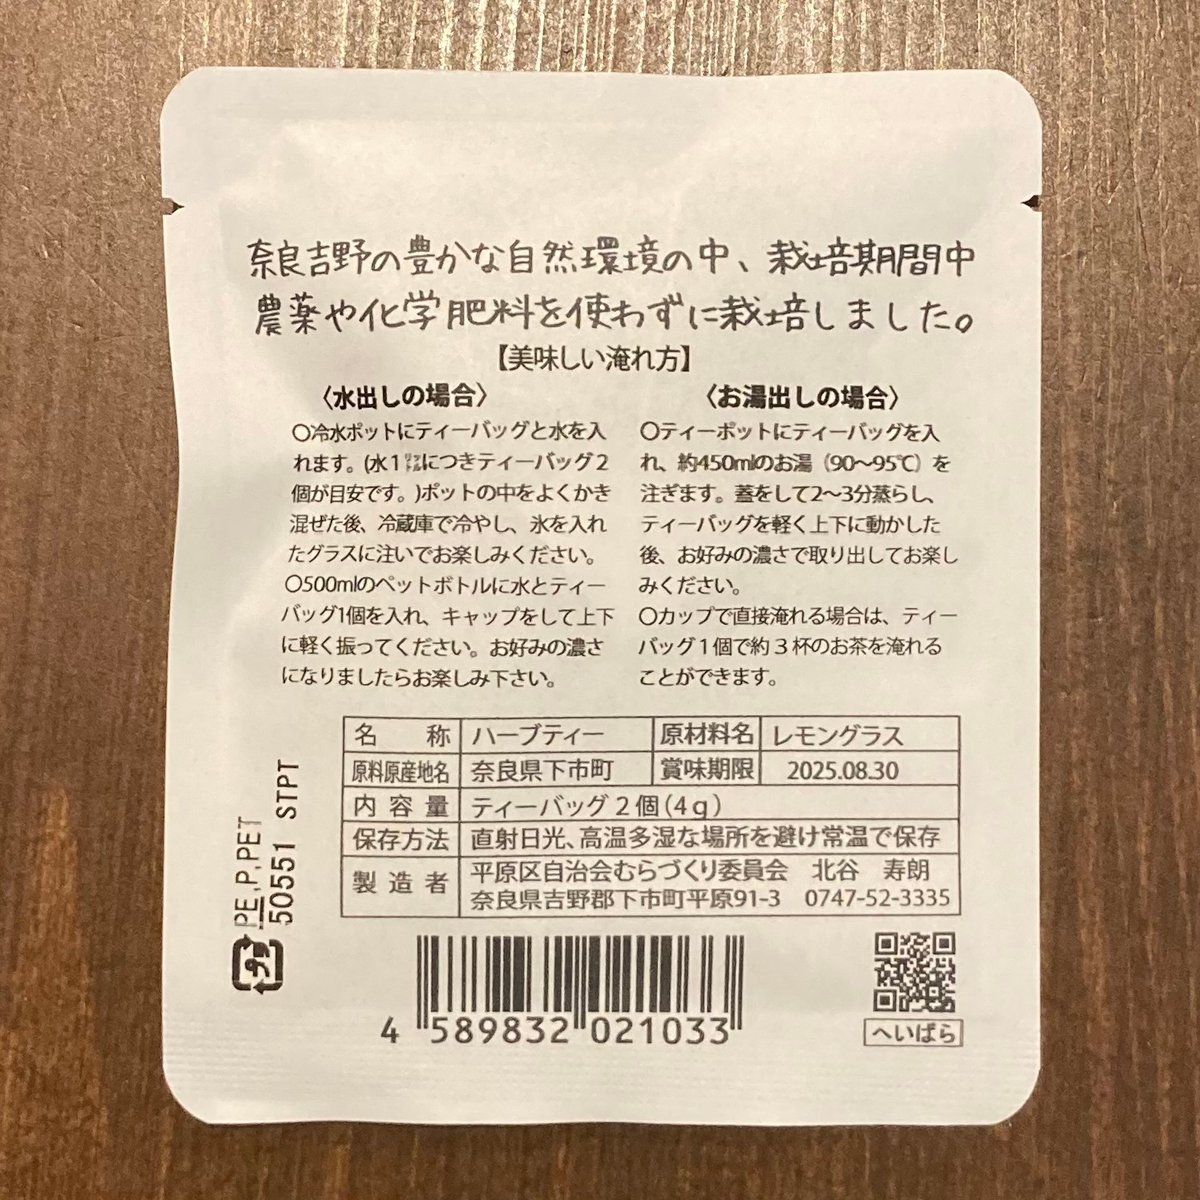 奈良吉野の豊かな自然環境の中、栽培期間中
農薬や化学肥料を使わずに栽培しました。
【美味しい淹れ方】
〈水出しの場合〉
〇冷水ポットにティーバッグと水を入
れます。(水1㍑につきティーバッグ2
個が目安です。)ポットの中をよくかき
混ぜた後、冷蔵庫で冷やし、氷を入れ
たグラスに注いでお楽しみください。
〇500mlのペットボトルに水とティー
バッグ1個を入れ、キャップをして上下
に軽く振ってください。お好みの濃さ
になりましたらお楽しみ下さい。
〈お湯出しの場合〉
〇ティーポットにティーバッグを入
れ、約450mlのお湯(90〜95℃)を
注ぎます。蓋をして2〜3分蒸らし、
ティーバッグを軽く上下に動かした
後、お好みの濃さで取り出してお楽し
みください。
〇カップで直接淹れる場合は、ティー
バッグ1個で約3杯のお茶を淹れる
ことができます。
名 称 ハーブティー 原材料名 レモングラス
原料原産地名 奈良県下市町 賞味期限 2025.08.30
内容量 ティーバッグ2個(4g)
保存方法 直射日光、高温多湿な場所を避け常温で保存
製造者 平原区自治会むらづくり委員会 北谷 寿朗
奈良県吉野郡下市町平原91-3 0747-52-3335
プラ
PE,P,PET
50551 STPT
4 589832 021033
へいばら